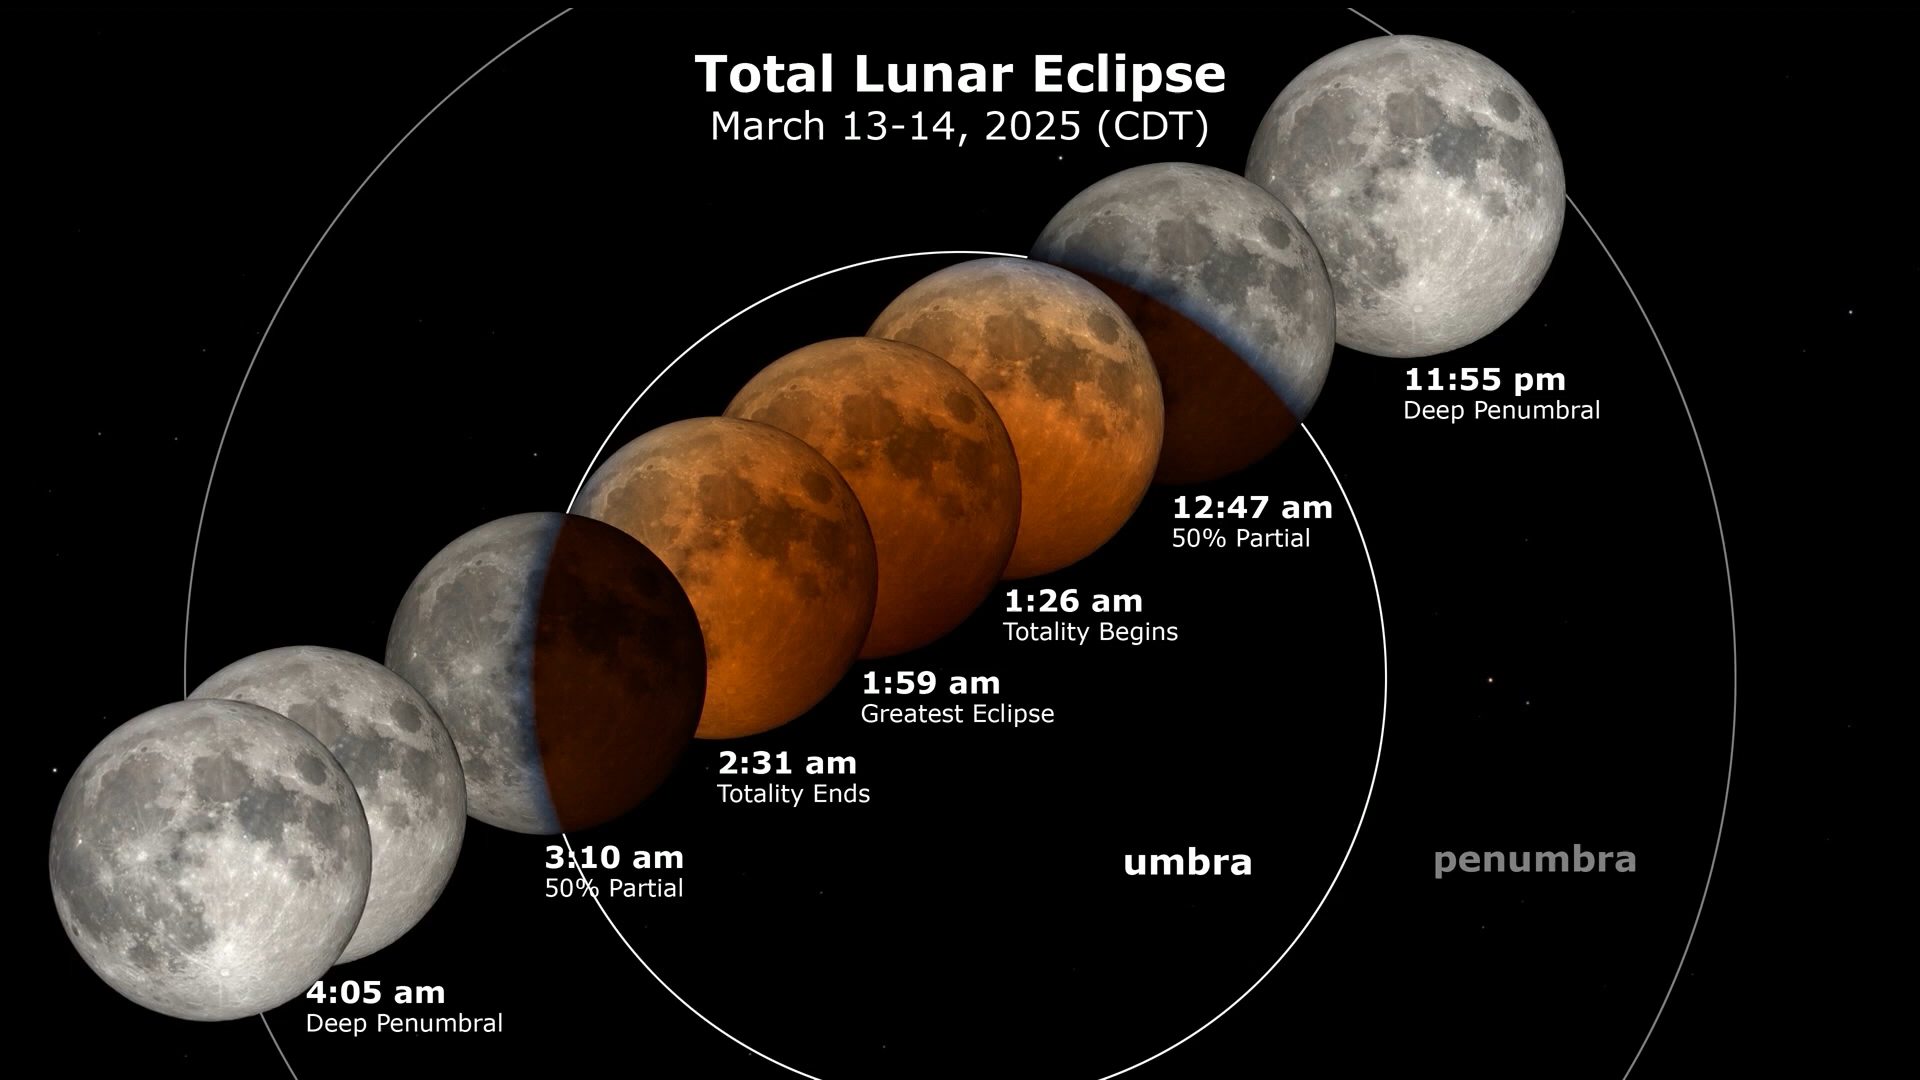 Total Lunar Eclipse
March 13-14, 2025 (CDT)
11:55 pm
Deep Penumbral
12:47 am
50% Partial
1:26 am
Totality Begins
1:59 am
Greatest Eclipse
2:31 am
Totality Ends
3:10 am
50% Partial
4:05 am
Deep Penumbral
umbra
penumbra